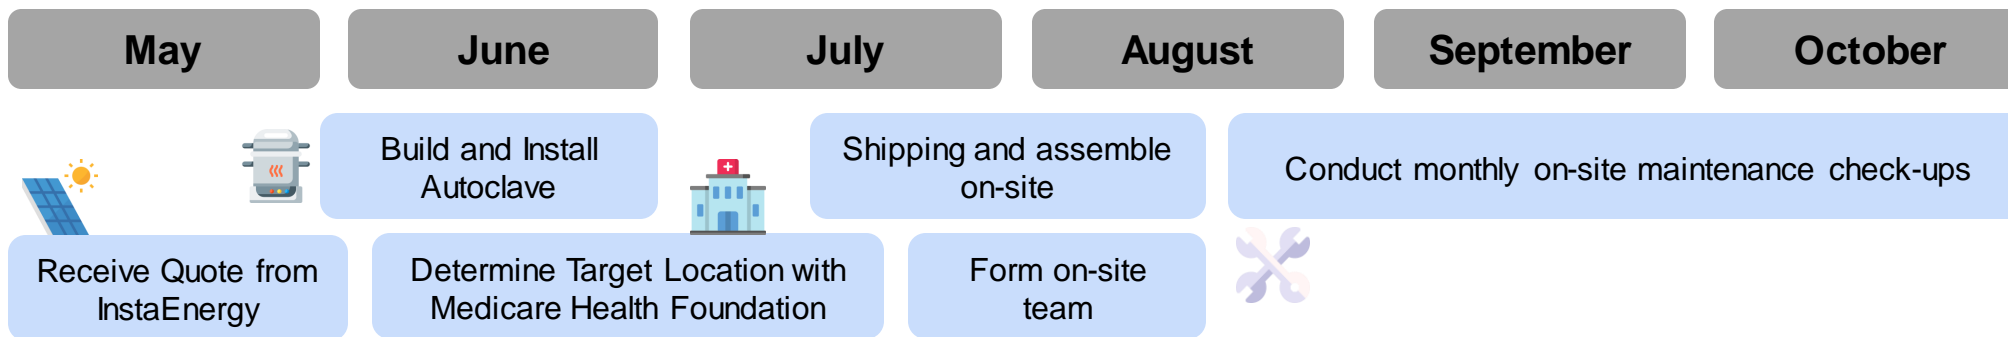 May
June
July
August
September
October
Build and Install
Autoclave
Shipping and assemble
on-site
Conduct monthly on-site maintenance check-ups
Receive Quote from
InstaEnergy
Determine Target Location with
Medicare Health Foundation
Form on-site
team